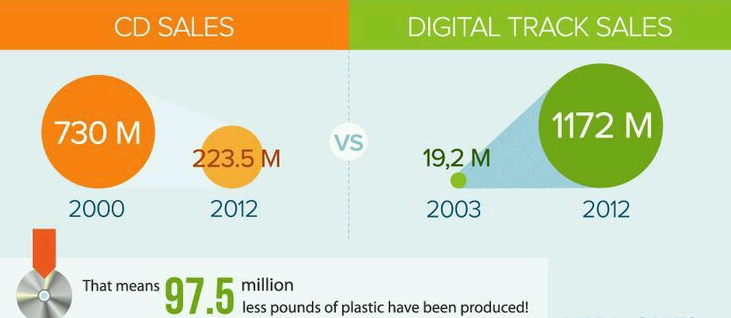 CD SALES
DIGITAL TRACK SALES
730 M
223.5 M
VS
19,2 M
1172 M
2000
2012
2003
2012
That means 97.5 million
less pounds of plastic have been produced!